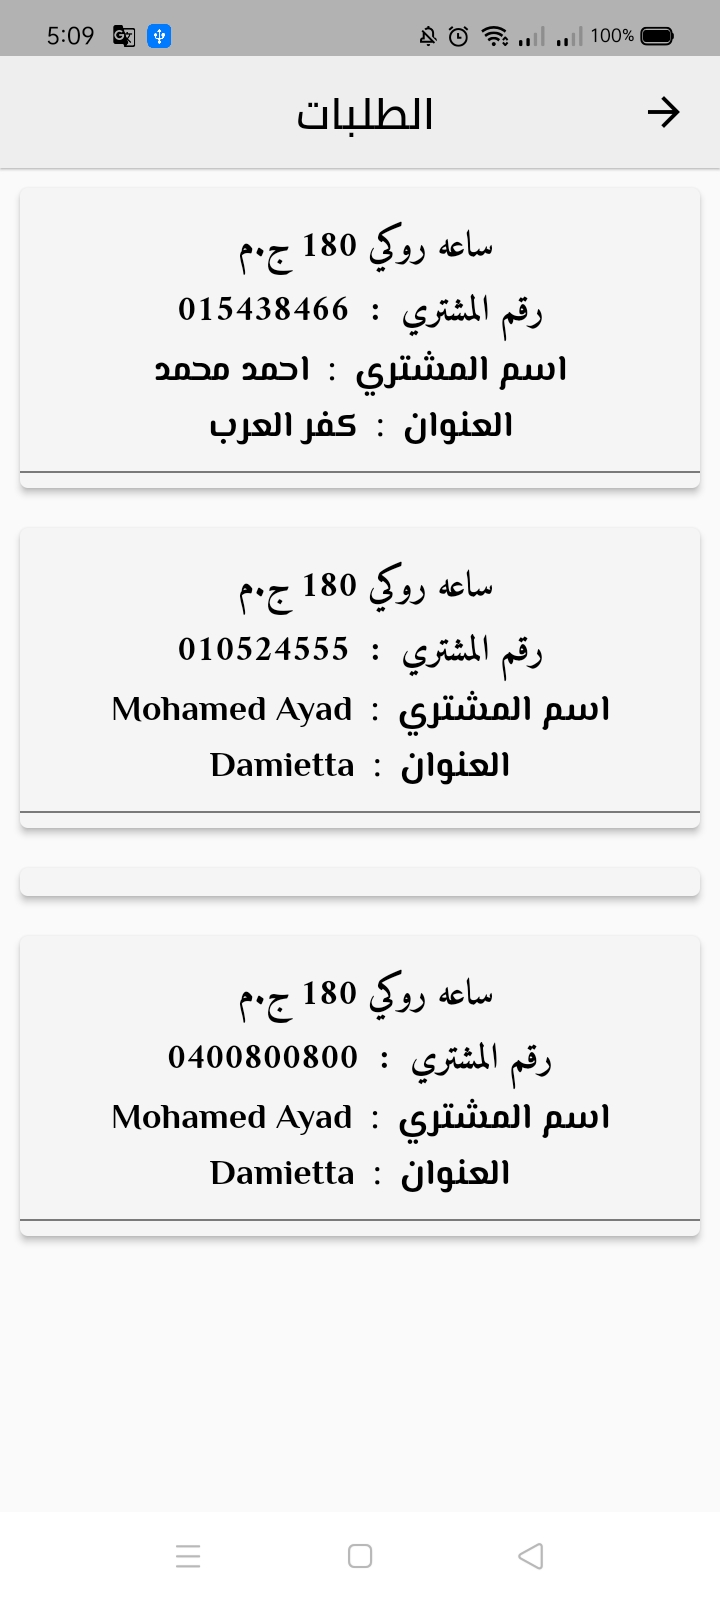 5:09
100%
الطلبات
ساعه روكي 180 ج.م
رقم المشتري : 015438466
اسم المشتري : احمد محمد
العنوان : كفر العرب
ساعه روكي 180 ج.م
رقم المشتري : 010524555
اسم المشتري : Mohamed Ayad
العنوان : Damietta
ساعه روكي 180 ج.م
رقم المشتري : 0400800800
اسم المشتري : Mohamed Ayad
العنوان : Damietta